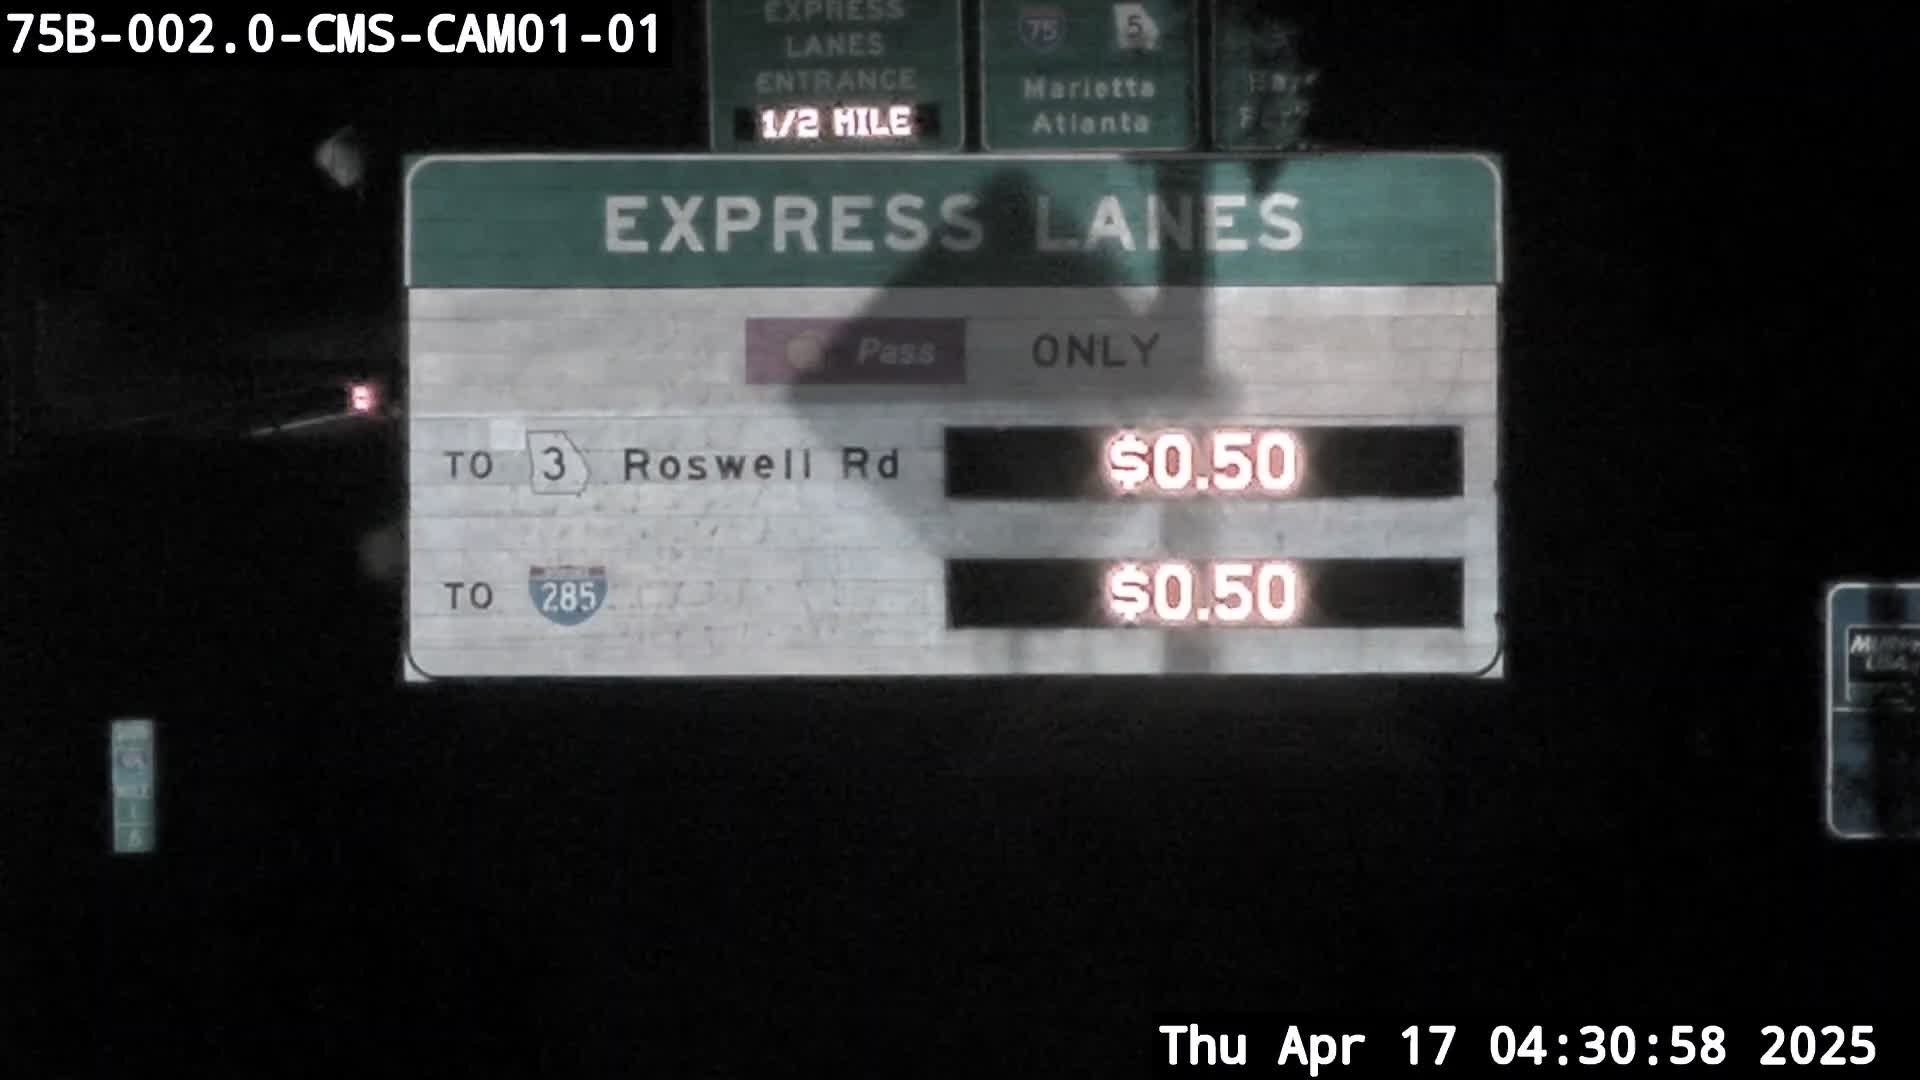 75B-002.0-CMS-CAM01-01
EXPRESS
LANES
ENTRANCE
1/2 MILE
75
5
Marietta
Atlanta
EXPRESS LANES
Pass ONLY
TO 3 Roswell Rd $0.50
TO 285 $0.50
Thu Apr 17 04:30:58 2025